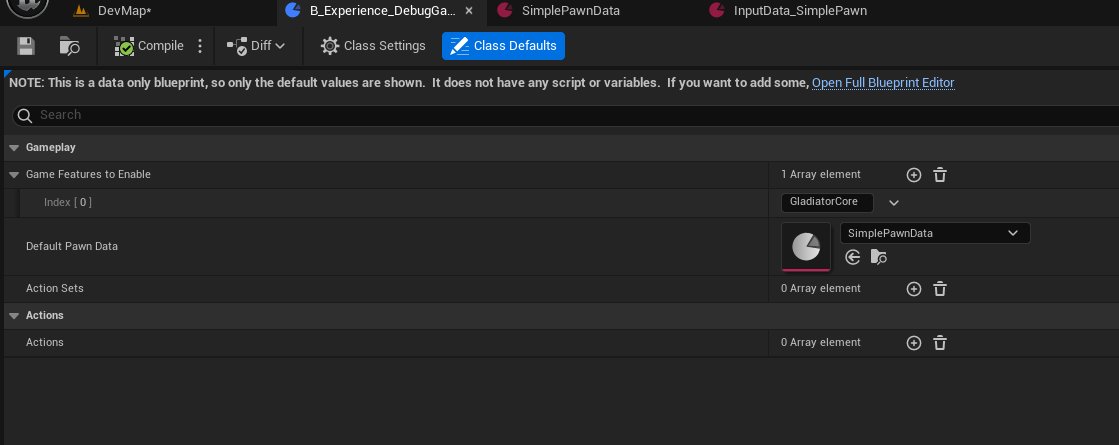 DevMap*
B_Experience_DebugGa...
SimplePawnData
InputData_SimplePawn
Compile
Diff
Class Settings
Class Defaults
NOTE: This is a data only blueprint, so only the default values are shown. It does not have any script or variables. If you want to add some, Open Full Blueprint Editor
Search
Gameplay
Game Features to Enable
1 Array element
Index [ 0 ]
GladiatorCore
Default Pawn Data
SimplePawnData
Action Sets
0 Array element
Actions
Actions
0 Array element